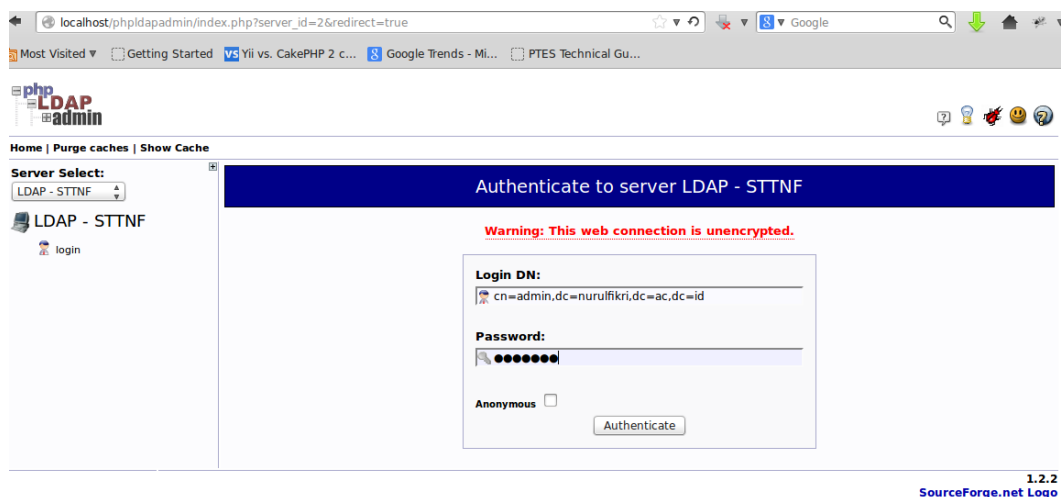 localhost/phpldapadmin/index.php?server_id=2&redirect=true
Google
Most Visited Getting Started VS Yii vs. CakePHP 2 c... Google Trends - Mi... PTES Technical Gu...
php
LDAP
admin
Home | Purge caches | Show Cache
Server Select:
LDAP - STTNF
LDAP - STTNF
login
Authenticate to server LDAP - STTNF
Warning: This web connection is unencrypted.
Login DN:
cn=admin,dc=nurulfikri,dc=ac,dc=id
Password:
●●●●●●●
Anonymous
Authenticate
1.2.2
SourceForge.net Logo